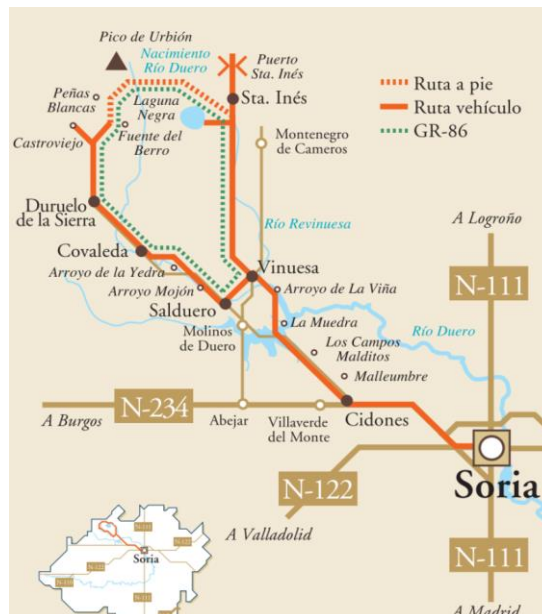 Pico de Urbión
Nacimiento
Río Duero
Puerto
Sta. Inés
Peñas
Blancas
Laguna
Negra
Sta. Inés
Ruta a pie
Ruta vehículo
GR-86
Castroviejo
Fuente del
Berro
Montenegro
de Cameros
Duruelo
de la Sierra
Río Revinuesa
A Logroño
Covaleda
Arroyo de la Yedra
Vinuesa
N-111
Arroyo Mojón
Arroyo de La Viña
Salduero
La Muedra
Río Duero
Molinos
de Duero
Los Campos
Malditos
Malleumbre
N-234
A Burgos
Abejar
Villaverde
del Monte
Cidones
Soria
N-122
A Valladolid
N-111
Soria
A Madrid